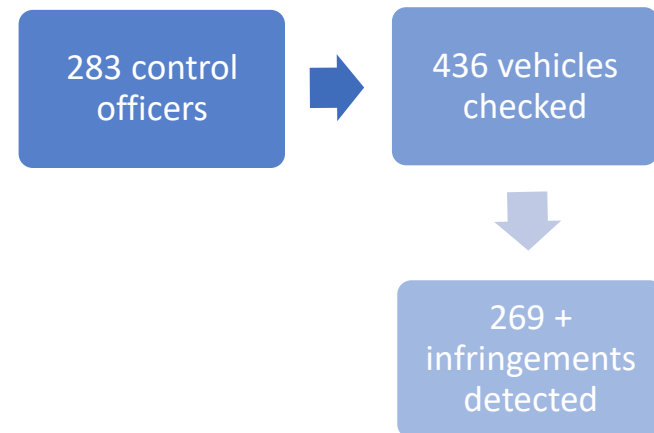 283 control
officers
436 vehicles
checked
269 +
infringements
detected